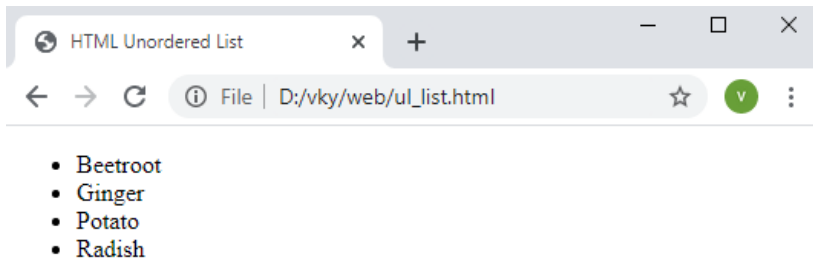 HTML Unordered List
File D:/vky/web/ul_list.html V
• Beetroot
• Ginger
• Potato
• Radish